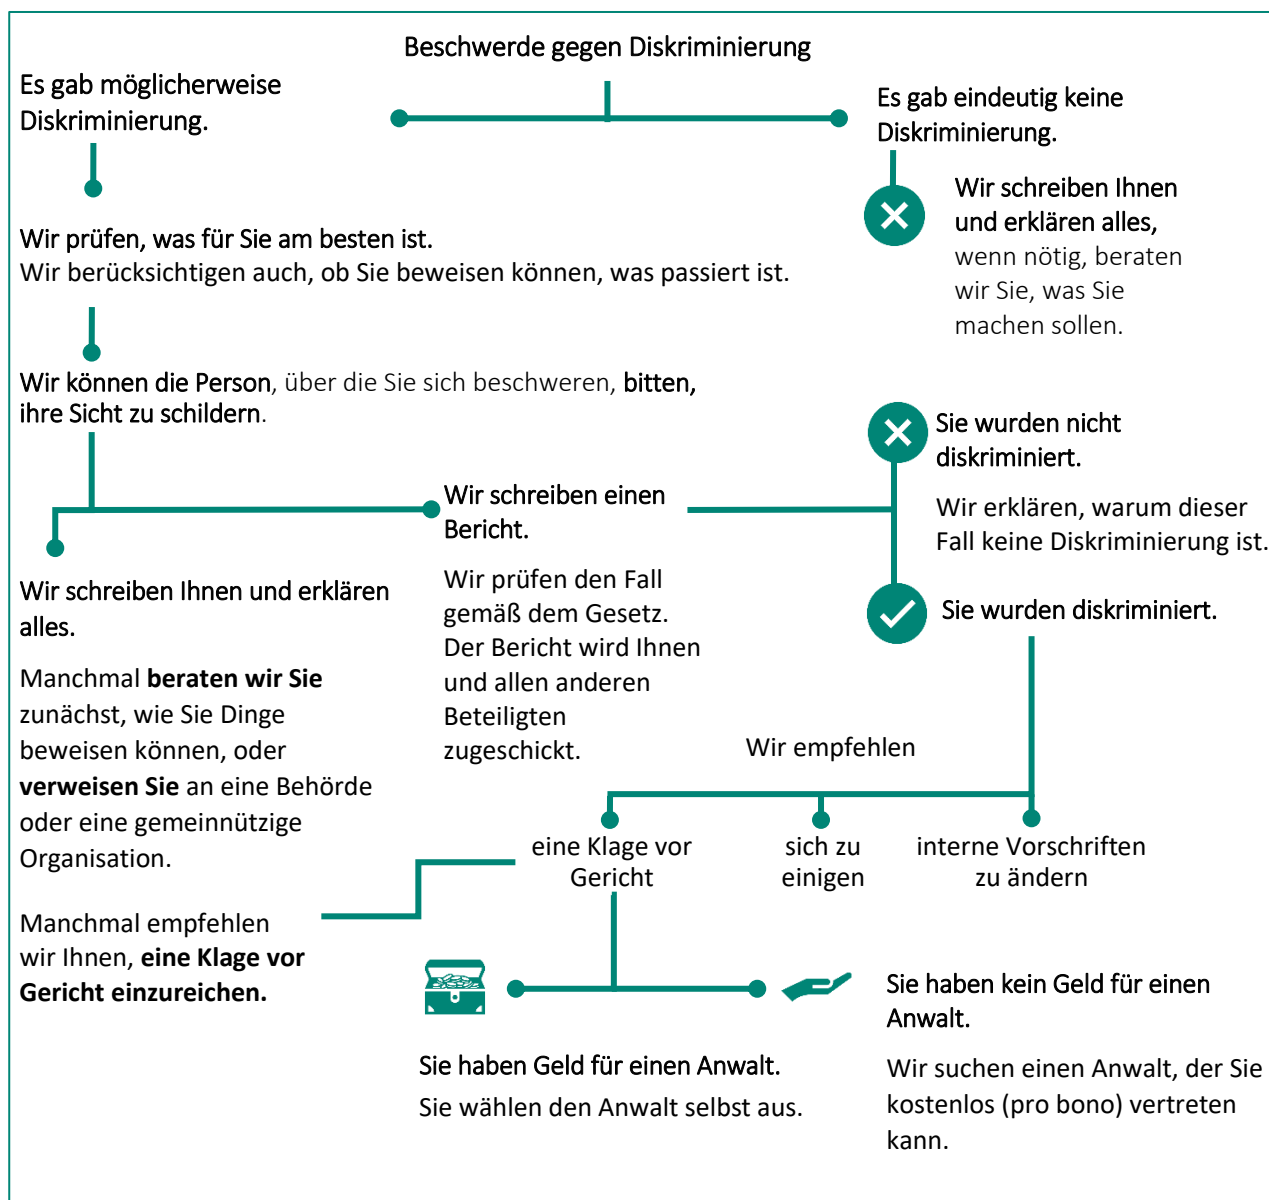 Beschwerde gegen Diskriminierung
Es gab möglicherweise
Diskriminierung.
Es gab eindeutig keine
Diskriminierung.
Wir schreiben Ihnen
und erklären alles,
wenn nötig, beraten
wir Sie, was Sie
machen sollen.
Wir prüfen, was für Sie am besten ist.
Wir berücksichtigen auch, ob Sie beweisen können, was passiert ist.
Wir können die Person, über die Sie sich beschweren, bitten,
ihre Sicht zu schildern.
Wir schreiben Ihnen und erklären
alles.
Manchmal beraten wir Sie
zunächst, wie Sie Dinge
beweisen können, oder
verweisen Sie an eine Behörde
oder eine gemeinnützige
Organisation.
Manchmal empfehlen
wir Ihnen, eine Klage vor
Gericht einzureichen.
Wir schreiben einen
Bericht.
Wir prüfen den Fall
gemäß dem Gesetz.
Der Bericht wird Ihnen
und allen anderen
Beteiligten
zugeschickt.
Sie wurden nicht
diskriminiert.
Wir erklären, warum dieser
Fall keine Diskriminierung ist.
Sie wurden diskriminiert.
Wir empfehlen
eine Klage vor
Gericht
sich zu
einigen
interne Vorschriften
zu ändern
Sie haben Geld für einen Anwalt.
Sie wählen den Anwalt selbst aus.
Sie haben kein Geld für einen
Anwalt.
Wir suchen einen Anwalt, der Sie
kostenlos (pro bono) vertreten
kann.